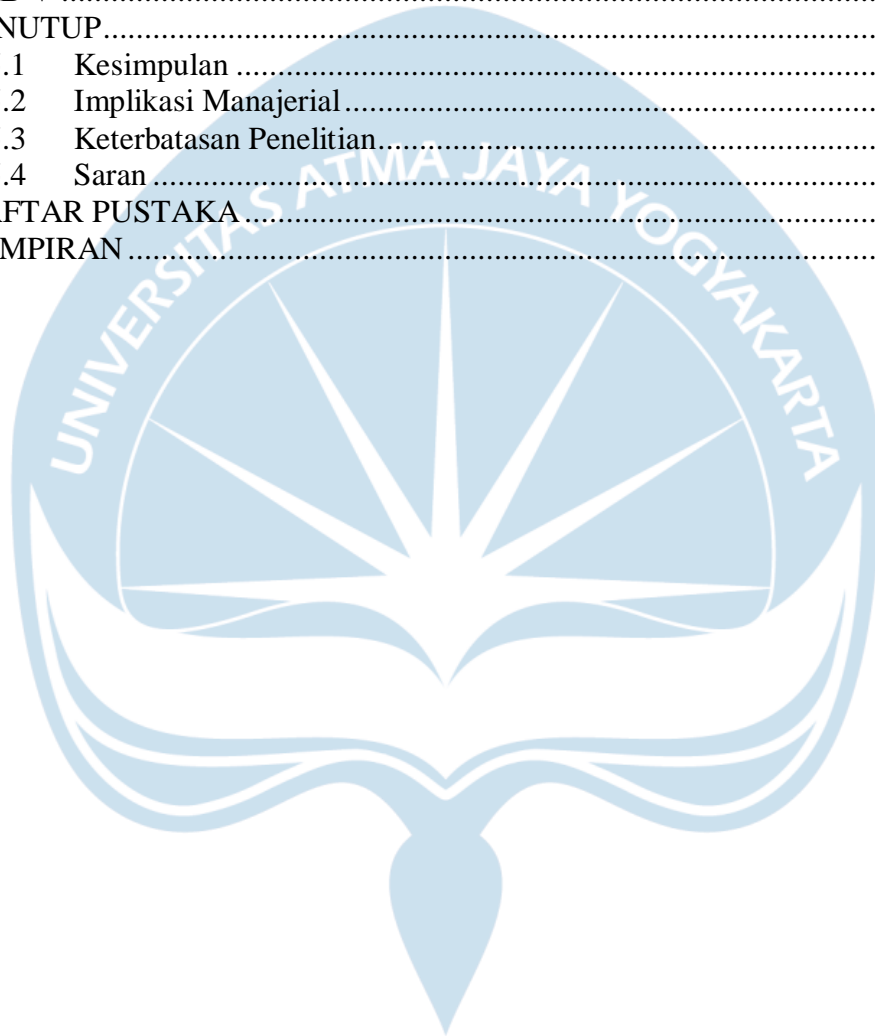 NUTUP..........................................................................................
.1 Kesimpulan..........................................................................................
.2 Implikasi Manajerial..........................................................................................
.3 Keterbatasan Penelitian..........................................................................................
.4 Saran..........................................................................................
FTAR PUSTAKA..........................................................................................
MPIRAN..........................................................................................
UNIVERSITAS ATMA JAYA YOGYAKARTA